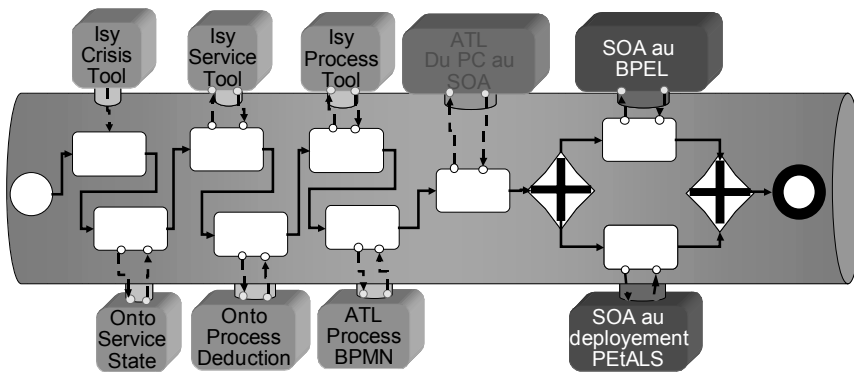 Isy
Crisis
Tool
Isy
Service
Tool
Isy
Process
Tool
ATL
Du PC au
SOA
SOA au
BPEL
Onto
Service
State
Onto
Process
Deduction
ATL
Process
BPMN
SOA au
deployement
PEtALS